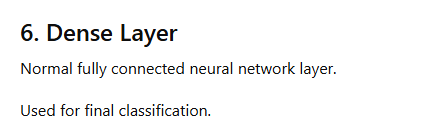 6. Dense Layer
Normal fully connected neural network layer.
Used for final classification.